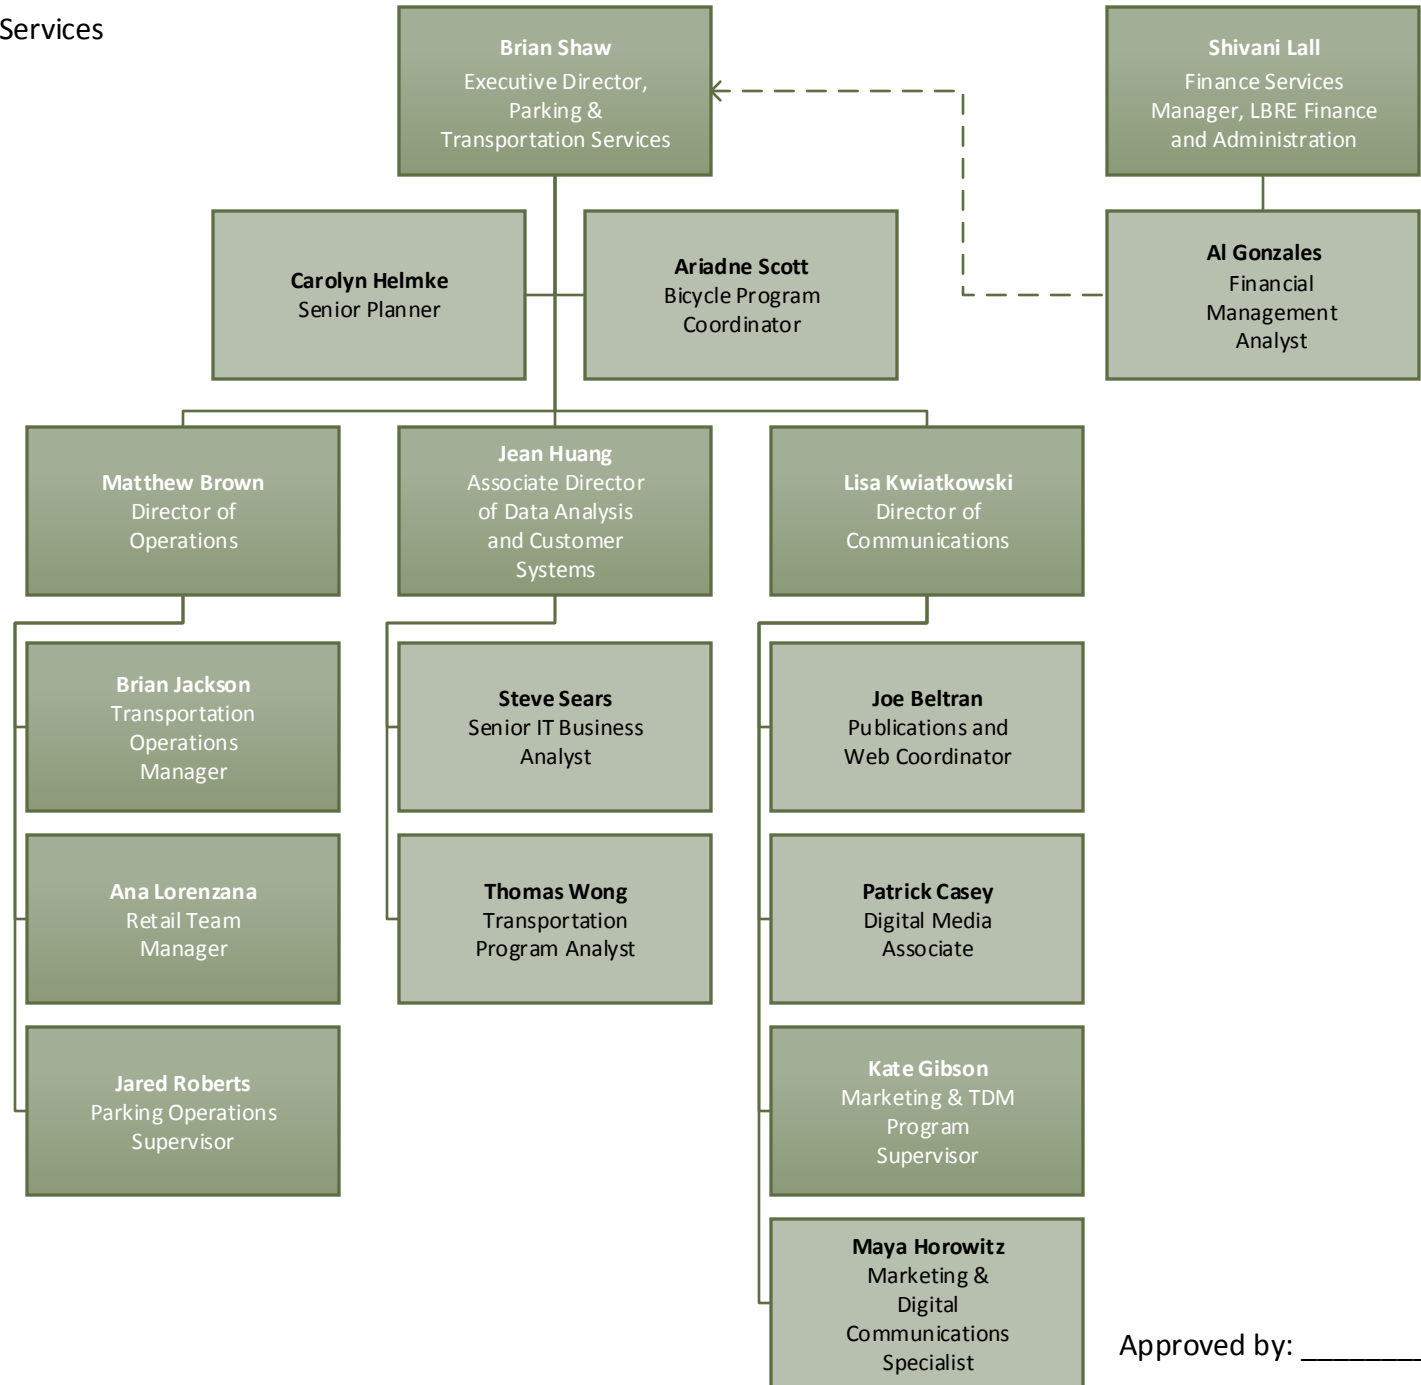 Services
Brian Shaw
Executive Director,
Parking &
Transportation Services
Shivani Lall
Finance Services
Manager, LBRE Finance
and Administration
Carolyn Helmke
Senior Planner
Ariadne Scott
Bicycle Program
Coordinator
Al Gonzales
Financial
Management
Analyst
Matthew Brown
Director of
Operations
Jean Huang
Associate Director
of Data Analysis
and Customer
Systems
Lisa Kwiatkowski
Director of
Communications
Brian Jackson
Transportation
Operations
Manager
Steve Sears
Senior IT Business
Analyst
Joe Beltran
Publications and
Web Coordinator
Ana Lorenzana
Retail Team
Manager
Thomas Wong
Transportation
Program Analyst
Patrick Casey
Digital Media
Associate
Jared Roberts
Parking Operations
Supervisor
Kate Gibson
Marketing & TDM
Program
Supervisor
Maya Horowitz
Marketing &
Digital
Communications
Specialist
Approved by: ________